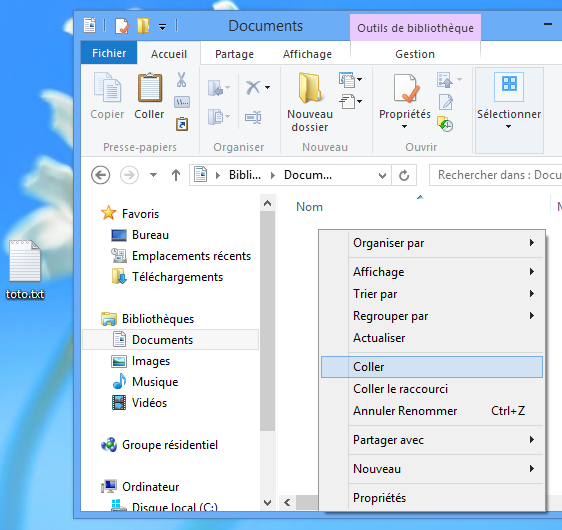 Documents
Outils de bibliothèque
Fichier
Accueil
Partage
Affichage
Gestion
Copier
Coller
Nouveau
dossier
Propriétés
Sélectionner
Presse-papiers
Organiser
Nouveau
Ouvrir
Bibli...
Docum...
Rechercher dans : Docu
Favoris
Bureau
Emplacements récents
Téléchargements
Bibliothèques
Documents
Images
Musique
Vidéos
Groupe résidentiel
Ordinateur
Disque local (C:)
Nom
Organiser par
Affichage
Trier par
Regrouper par
Actualiser
Coller
Coller le raccourci
Annuler Renommer Ctrl+Z
Partager avec
Nouveau
Propriétés
toto.txt